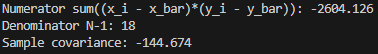 Numerator sum((x_i - x_bar)*(y_i - y_bar)): -2604.126
Denominator N-1: 18
Sample covariance: -144.674